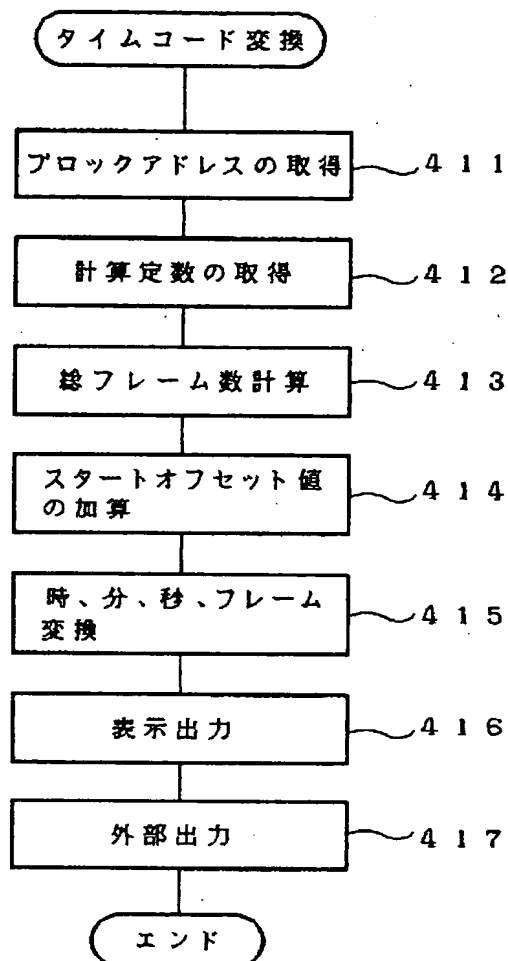 タイムコード変換
ブロックアドレスの取得
411
計算定数の取得
412
総フレーム数計算
413
スタートオフセット値
の加算
414
時、分、秒、フレーム
変換
415
表示出力
416
外部出力
417
エンド